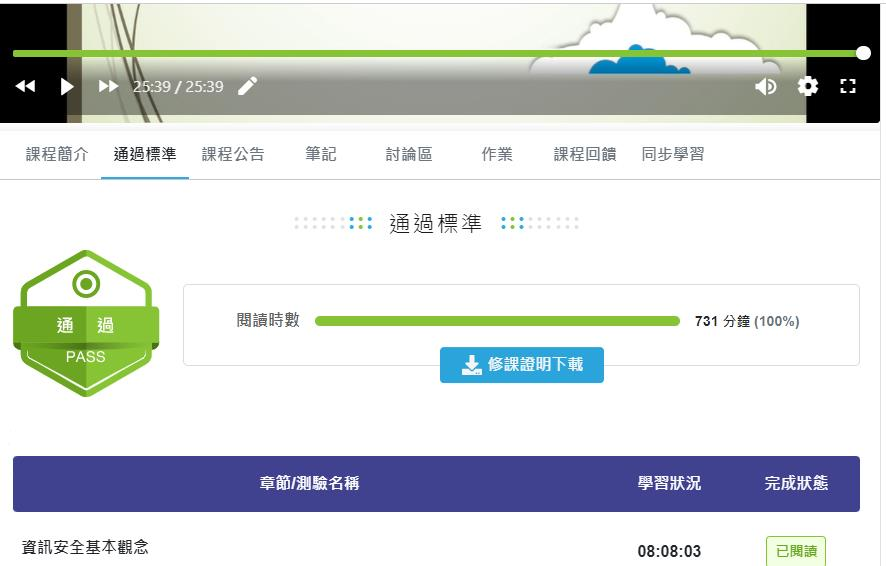 25:39 / 25:39
課程簡介 通過標準 課程公告 筆記 討論區 作業 課程回饋 同步學習
通過標準
通 過
PASS
閱讀時數 731 分鐘 (100%)
修課證明下載
章節/測驗名稱 學習狀況 完成狀態
資訊安全基本觀念 08:08:03 已閱讀